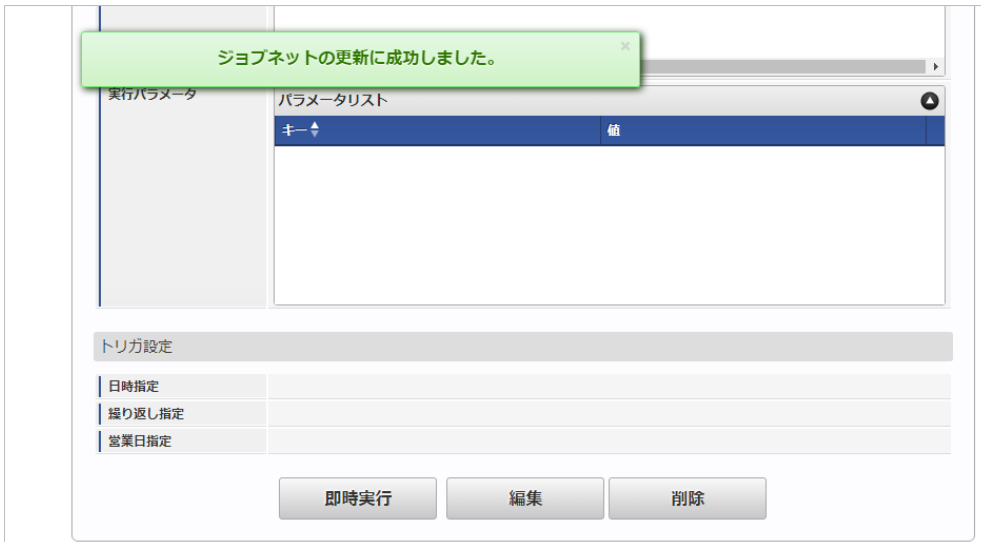 ジョブネットの更新に成功しました。 ×
実行パラメータ
パラメータリスト
キー 値
トリガ設定
日時指定
繰り返し指定
営業日指定
即時実行 編集 削除